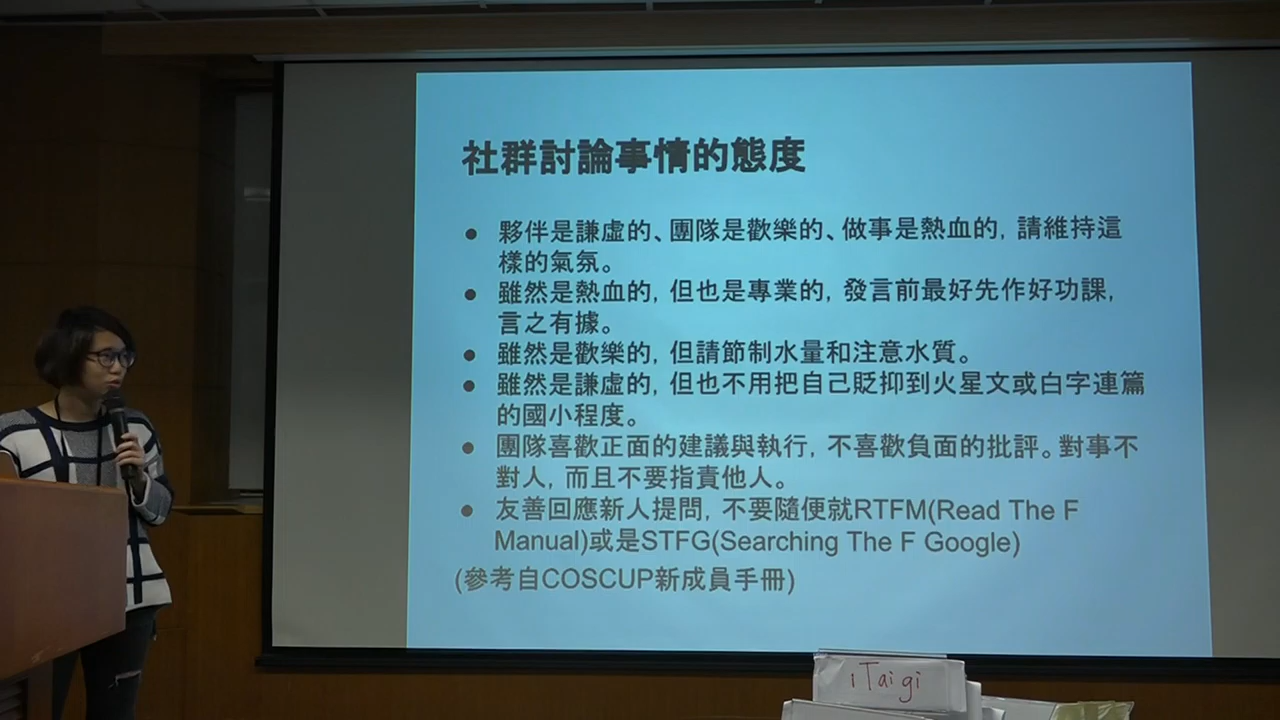 社群討論事情的態度
● 夥伴是謙虛的、團隊是歡樂的、做事是熱血的, 請維持這
樣的氣氛。
● 雖然是熱血的, 但也是專業的, 發言前最好先作好功課,
言之有據。
● 雖然是歡樂的, 但請節制水量和注意水質。
● 雖然是謙虛的, 但也不用把自己貶抑到火星文或白字連篇
的國小程度。
● 團隊喜歡正面的建議與執行, 不喜歡負面的批評。對事不
對人, 而且不要指責他人。
● 友善回應新人提問, 不要隨便就RTFM(Read The F
Manual)或是STFG(Searching The F Google)
(參考自COSCUP新成員手冊)
iTaigi